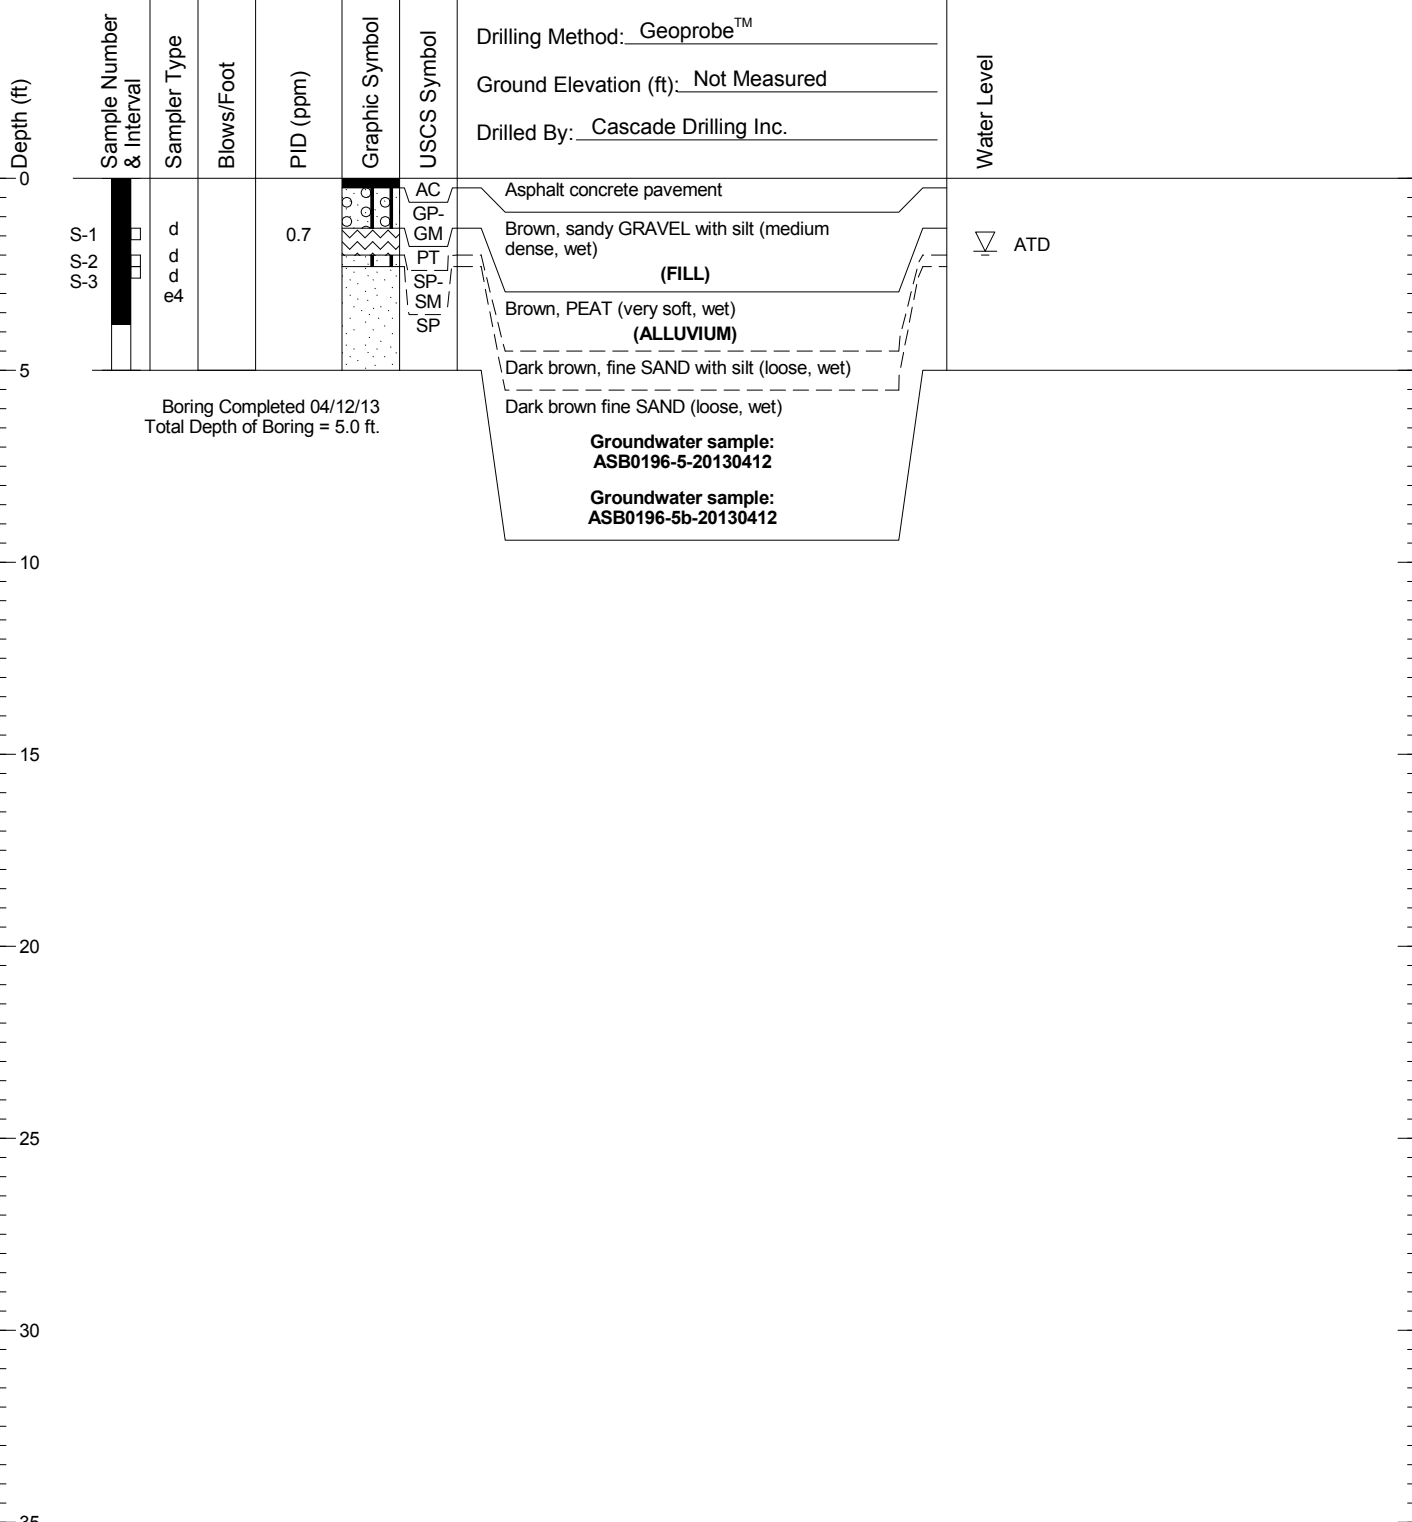 Depth (ft)
Sample Number
& Interval
Sampler Type
Blows/Foot
PID (ppm)
Graphic Symbol
USCS Symbol
Drilling Method: Geoprobe™
Ground Elevation (ft): Not Measured
Drilled By: Cascade Drilling Inc.
Water Level
0
AC
Asphalt concrete pavement
GP-
GM
S-1
d
0.7
Brown, sandy GRAVEL with silt (medium
dense, wet)
(FILL)
ATD
S-2
d
PT
S-3
d
e4
SP-
SM
Brown, PEAT (very soft, wet)
(ALLUVIUM)
SP
5
Dark brown, fine SAND with silt (loose, wet)
Boring Completed 04/12/13
Total Depth of Boring = 5.0 ft.
Dark brown fine SAND (loose, wet)
Groundwater sample:
ASB0196-5-20130412
Groundwater sample:
ASB0196-5b-20130412
10
15
20
25
30
35